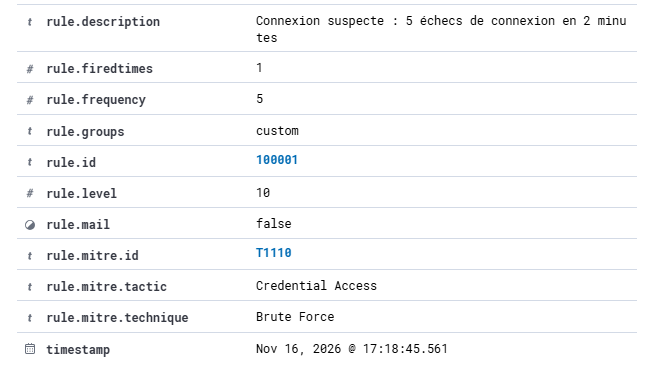 t rule.description Connexion suspecte : 5 échecs de connexion en 2 minu
tes
# rule.firedtimes 1
# rule.frequency 5
t rule.groups custom
t rule.id 100001
# rule.level 10
rule.mail false
t rule.mitre.id T1110
t rule.mitre.tactic Credential Access
t rule.mitre.technique Brute Force
timestamp Nov 16, 2026 @ 17:18:45.561